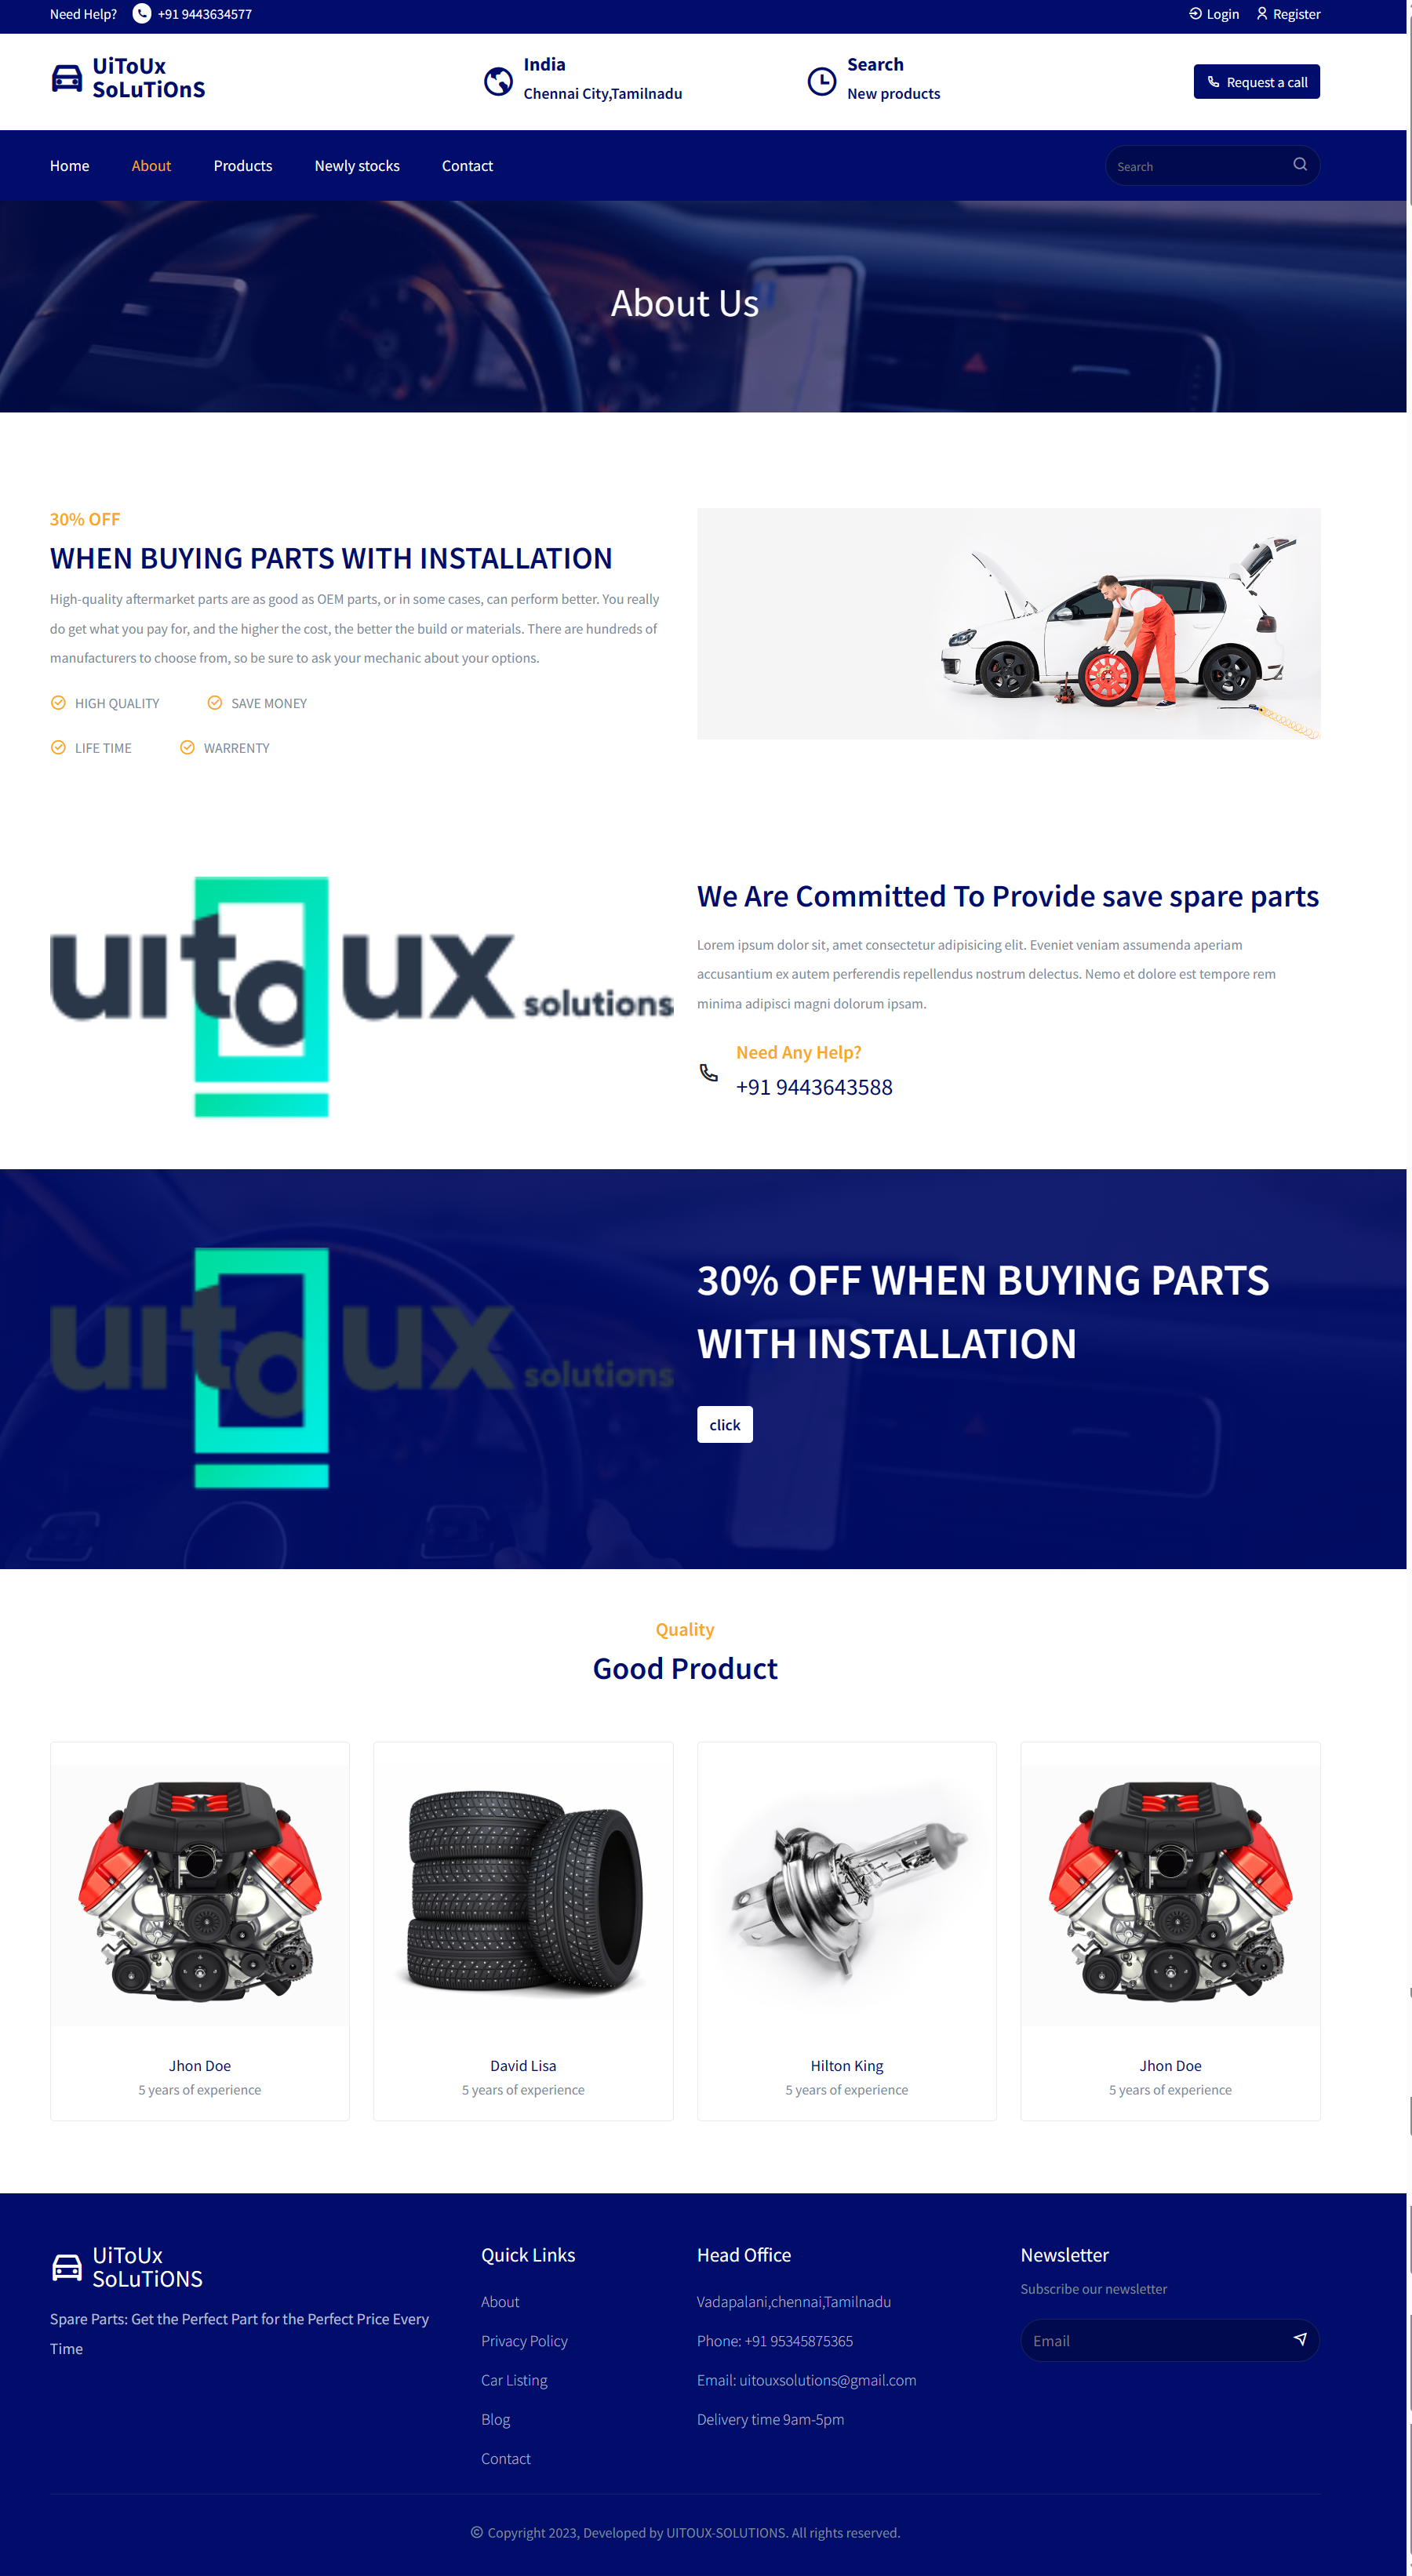 Need Help? +91 9443634577 Login Register
UiToUx
SoLuTiOnS
India
Chennai City,Tamilnadu
Search
New products
Request a call
Home About Products Newly stocks Contact Search
About Us
30% OFF
WHEN BUYING PARTS WITH INSTALLATION
High-quality aftermarket parts are as good as OEM parts, or in some cases, can perform better. You really
do get what you pay for, and the higher the cost, the better the build or materials. There are hundreds of
manufacturers to choose from, so be sure to ask your mechanic about your options.
HIGH QUALITY SAVE MONEY
LIFE TIME WARRENTY
uitoux solutions
We Are Committed To Provide save spare parts
Lorem ipsum dolor sit, amet consectetur adipisicing elit. Eveniet veniam assumenda aperiam
accusantium ex autem perferendis repellendus nostrum delectus. Nemo et dolore est tempore rem
minima adipisci magni dolorum ipsam.
Need Any Help?
+91 9443643588
uitoux solutions
30% OFF WHEN BUYING PARTS
WITH INSTALLATION
click
Quality
Good Product
Jhon Doe
5 years of experience
David Lisa
5 years of experience
Hilton King
5 years of experience
Jhon Doe
5 years of experience
UiToUx
SoLuTiONS
Spare Parts: Get the Perfect Part for the Perfect Price Every
Time
Quick Links
About
Privacy Policy
Car Listing
Blog
Contact
Head Office
Vadapalani,chennai,Tamilnadu
Phone: +91 95345875365
Email: uitouxsolutions@gmail.com
Delivery time 9am-5pm
Newsletter
Subscribe our newsletter
Email
© Copyright 2023, Developed by UITOUX-SOLUTIONS. All rights reserved.